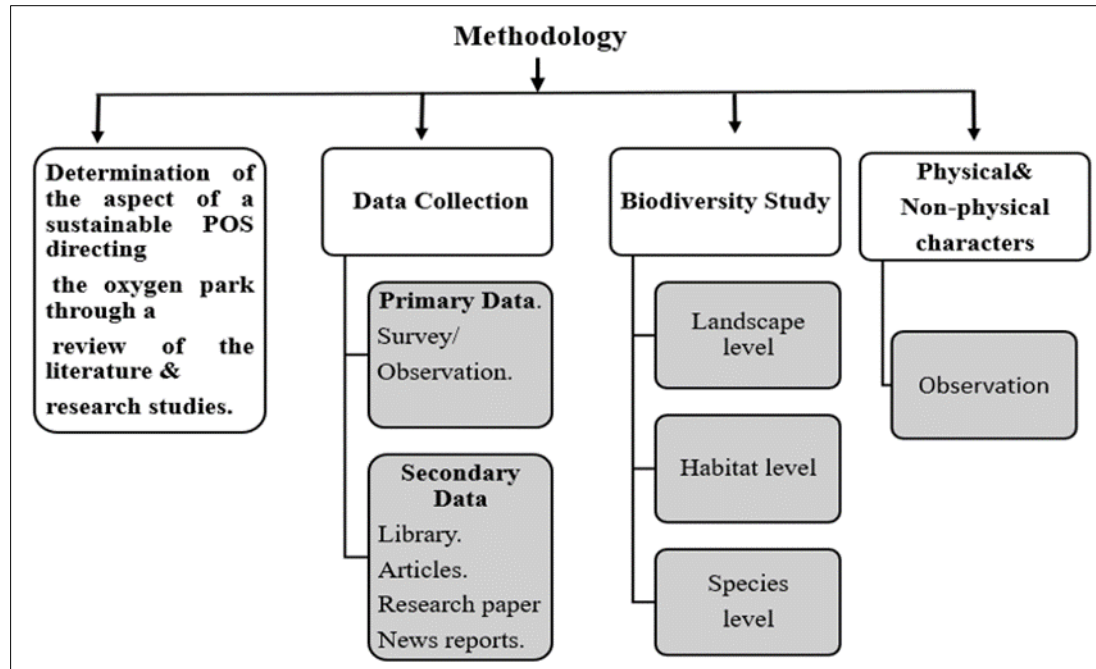 Methodology
Determination of
the aspect of a
sustainable POS
directing
the oxygen park
through a
review of the
literature &
research studies.
Data Collection
Primary Data.
Survey/
Observation.
Secondary
Data
Library.
Articles.
Research paper
News reports.
Biodiversity Study
Landscape
level
Habitat level
Species
level
Physical&
Non-physical
characters
Observation